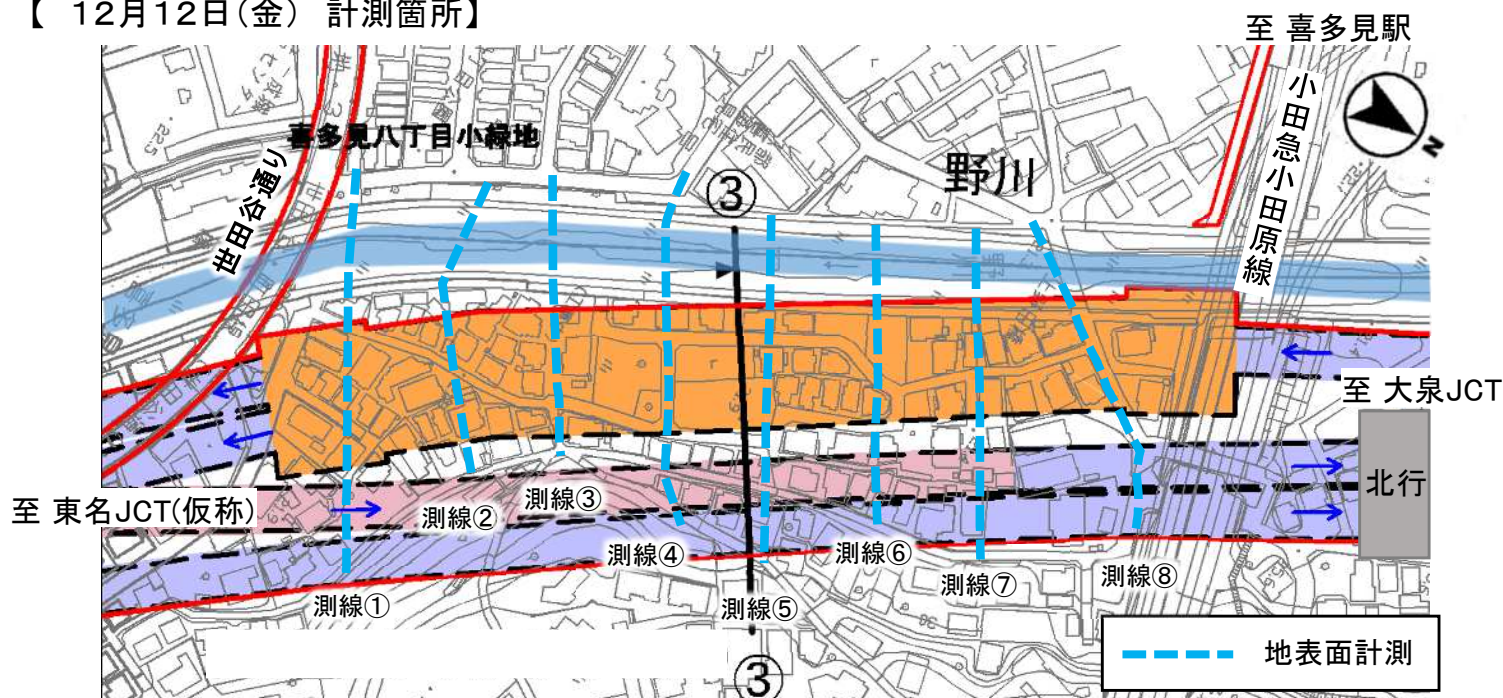 【 12月12日(金) 計測箇所】
至 喜多見駅
小田急小田原線
N
喜多見八丁目小緑地
世田谷通り
野川
③
至 大泉JCT
北行
至 東名JCT(仮称)
測線①
測線②
測線③
測線④
測線⑤
測線⑥
測線⑦
測線⑧
③
地表面計測